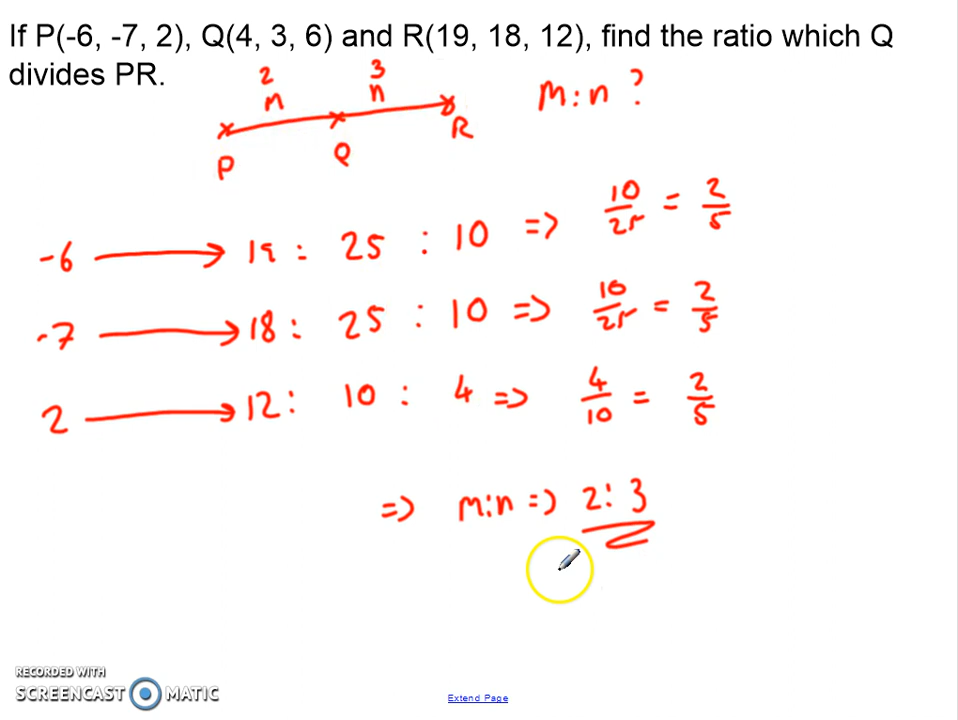 If P(-6, -7, 2), Q(4, 3, 6) and R(19, 18, 12), find the ratio which Q
divides PR.
2 3
m n m:n ?
P Q R
-6 → 19 : 25 : 10 => 10/25 = 2/5
-7 → 18 : 25 : 10 => 10/25 = 2/5
2 → 12 : 10 : 4 => 4/10 = 2/5
=> m:n => 2:3
RECORDED WITH
SCREENCAST MATIC
Extend Page